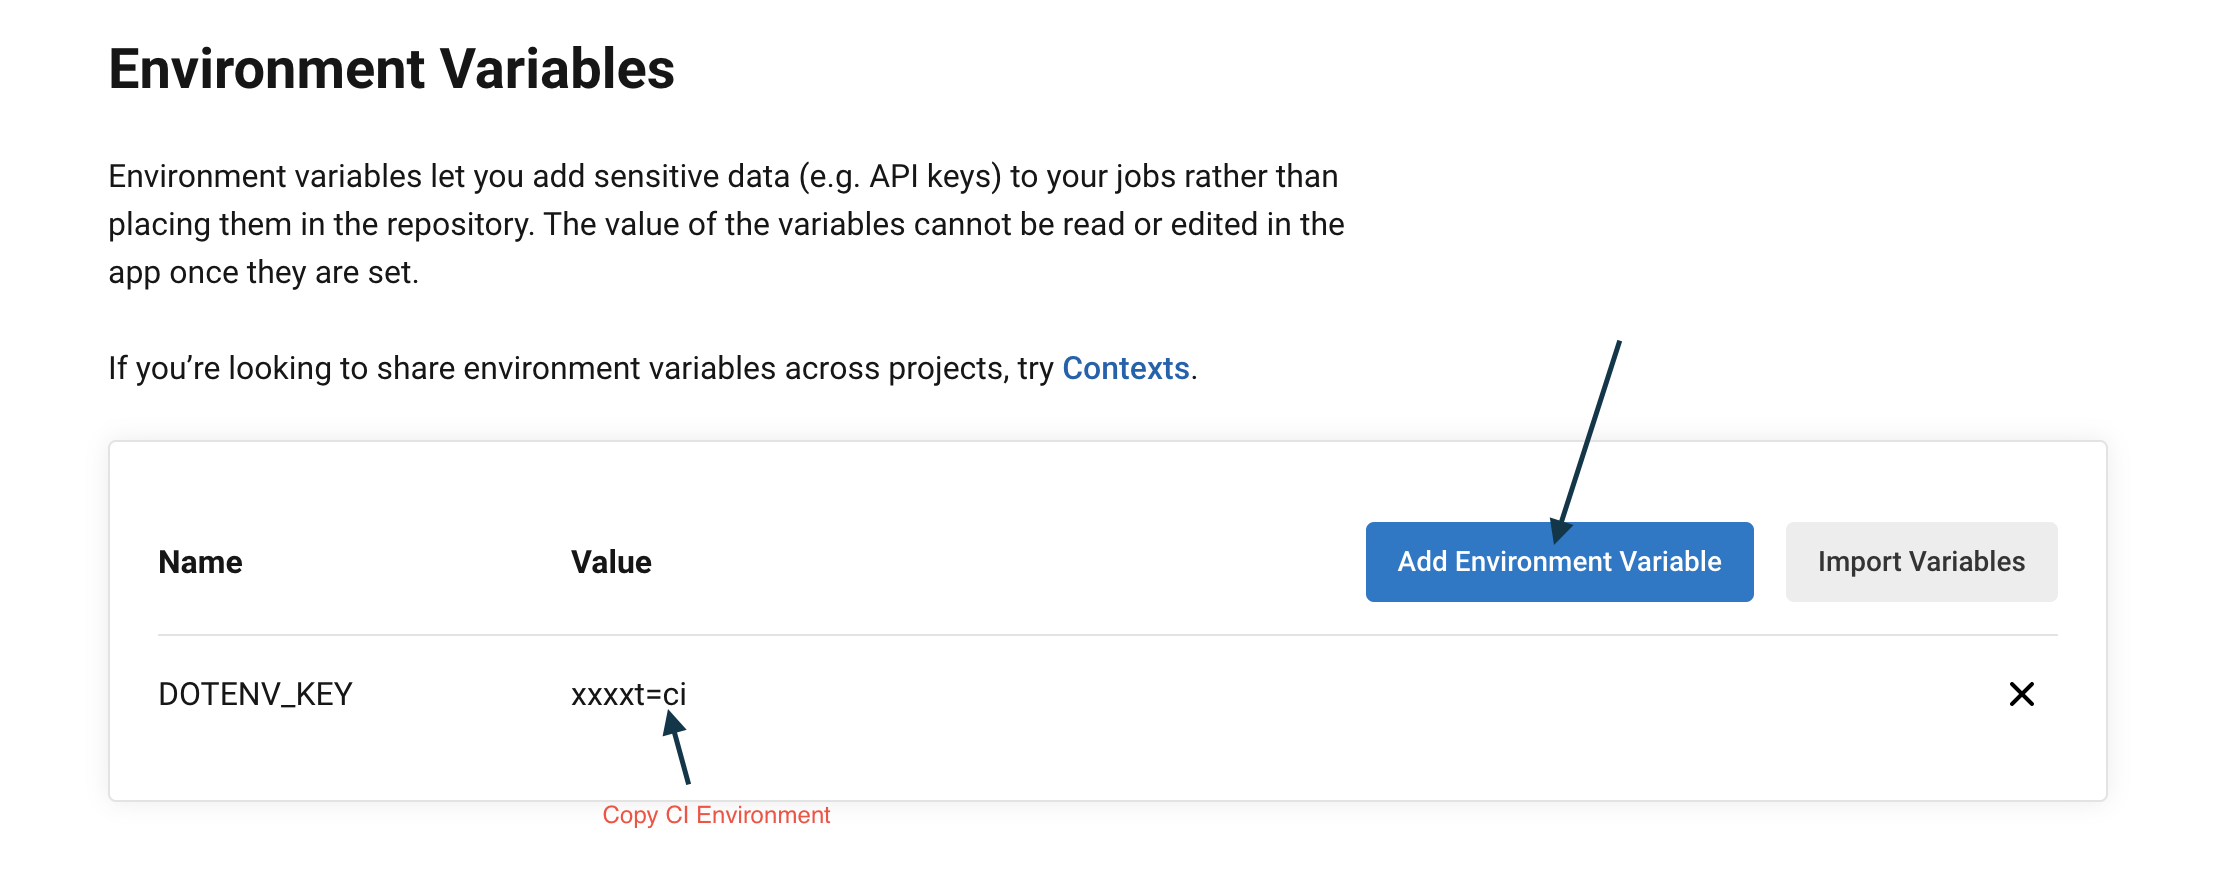 Environment Variables
Environment variables let you add sensitive data (e.g. API keys) to your jobs rather than
placing them in the repository. The value of the variables cannot be read or edited in the
app once they are set.
If you’re looking to share environment variables across projects, try Contexts.
Name Value Add Environment Variable Import Variables
DOTENV_KEY xxxxt=ci
Copy CI Environment